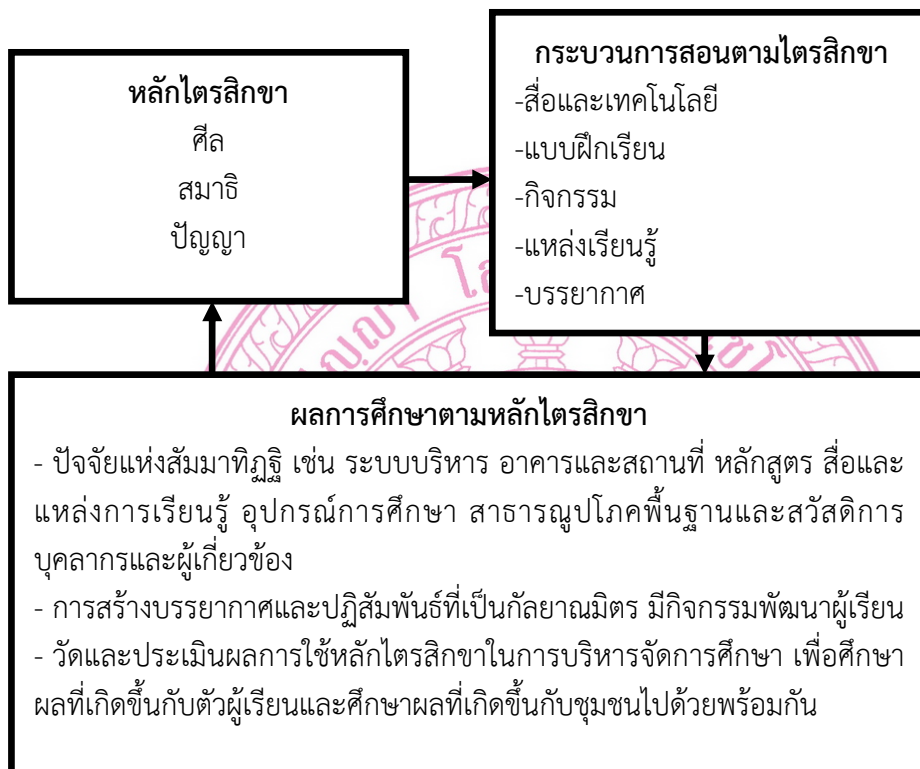 หลักไตรสิกขา
ศีล
สมาธิ
ปัญญา
กระบวนการสอนตามไตรสิกขา
-สื่อและเทคโนโลยี
-แบบฝึกเรียน
-กิจกรรม
-แหล่งเรียนรู้
-บรรยากาศ
ผลการศึกษาตามหลักไตรสิกขา
- ปัจจัยแห่งสัมมาทิฏฐิ เช่น ระบบบริหาร อาคารและสถานที่ หลักสูตร สื่อและ
แหล่งการเรียนรู้ อุปกรณ์การศึกษา สาธารณูปโภคพื้นฐานและสวัสดิการ
บุคลากรและผู้เกี่ยวข้อง
- การสร้างบรรยากาศและปฏิสัมพันธ์ที่เป็นกัลยาณมิตร มีกิจกรรมพัฒนาผู้เรียน
- วัดและประเมินผลการใช้หลักไตรสิกขาในการบริหารจัดการศึกษา เพื่อศึกษา
ผลที่เกิดขึ้นกับตัวผู้เรียนและศึกษาผลที่เกิดขึ้นกับชุมชนไปด้วยพร้อมกัน